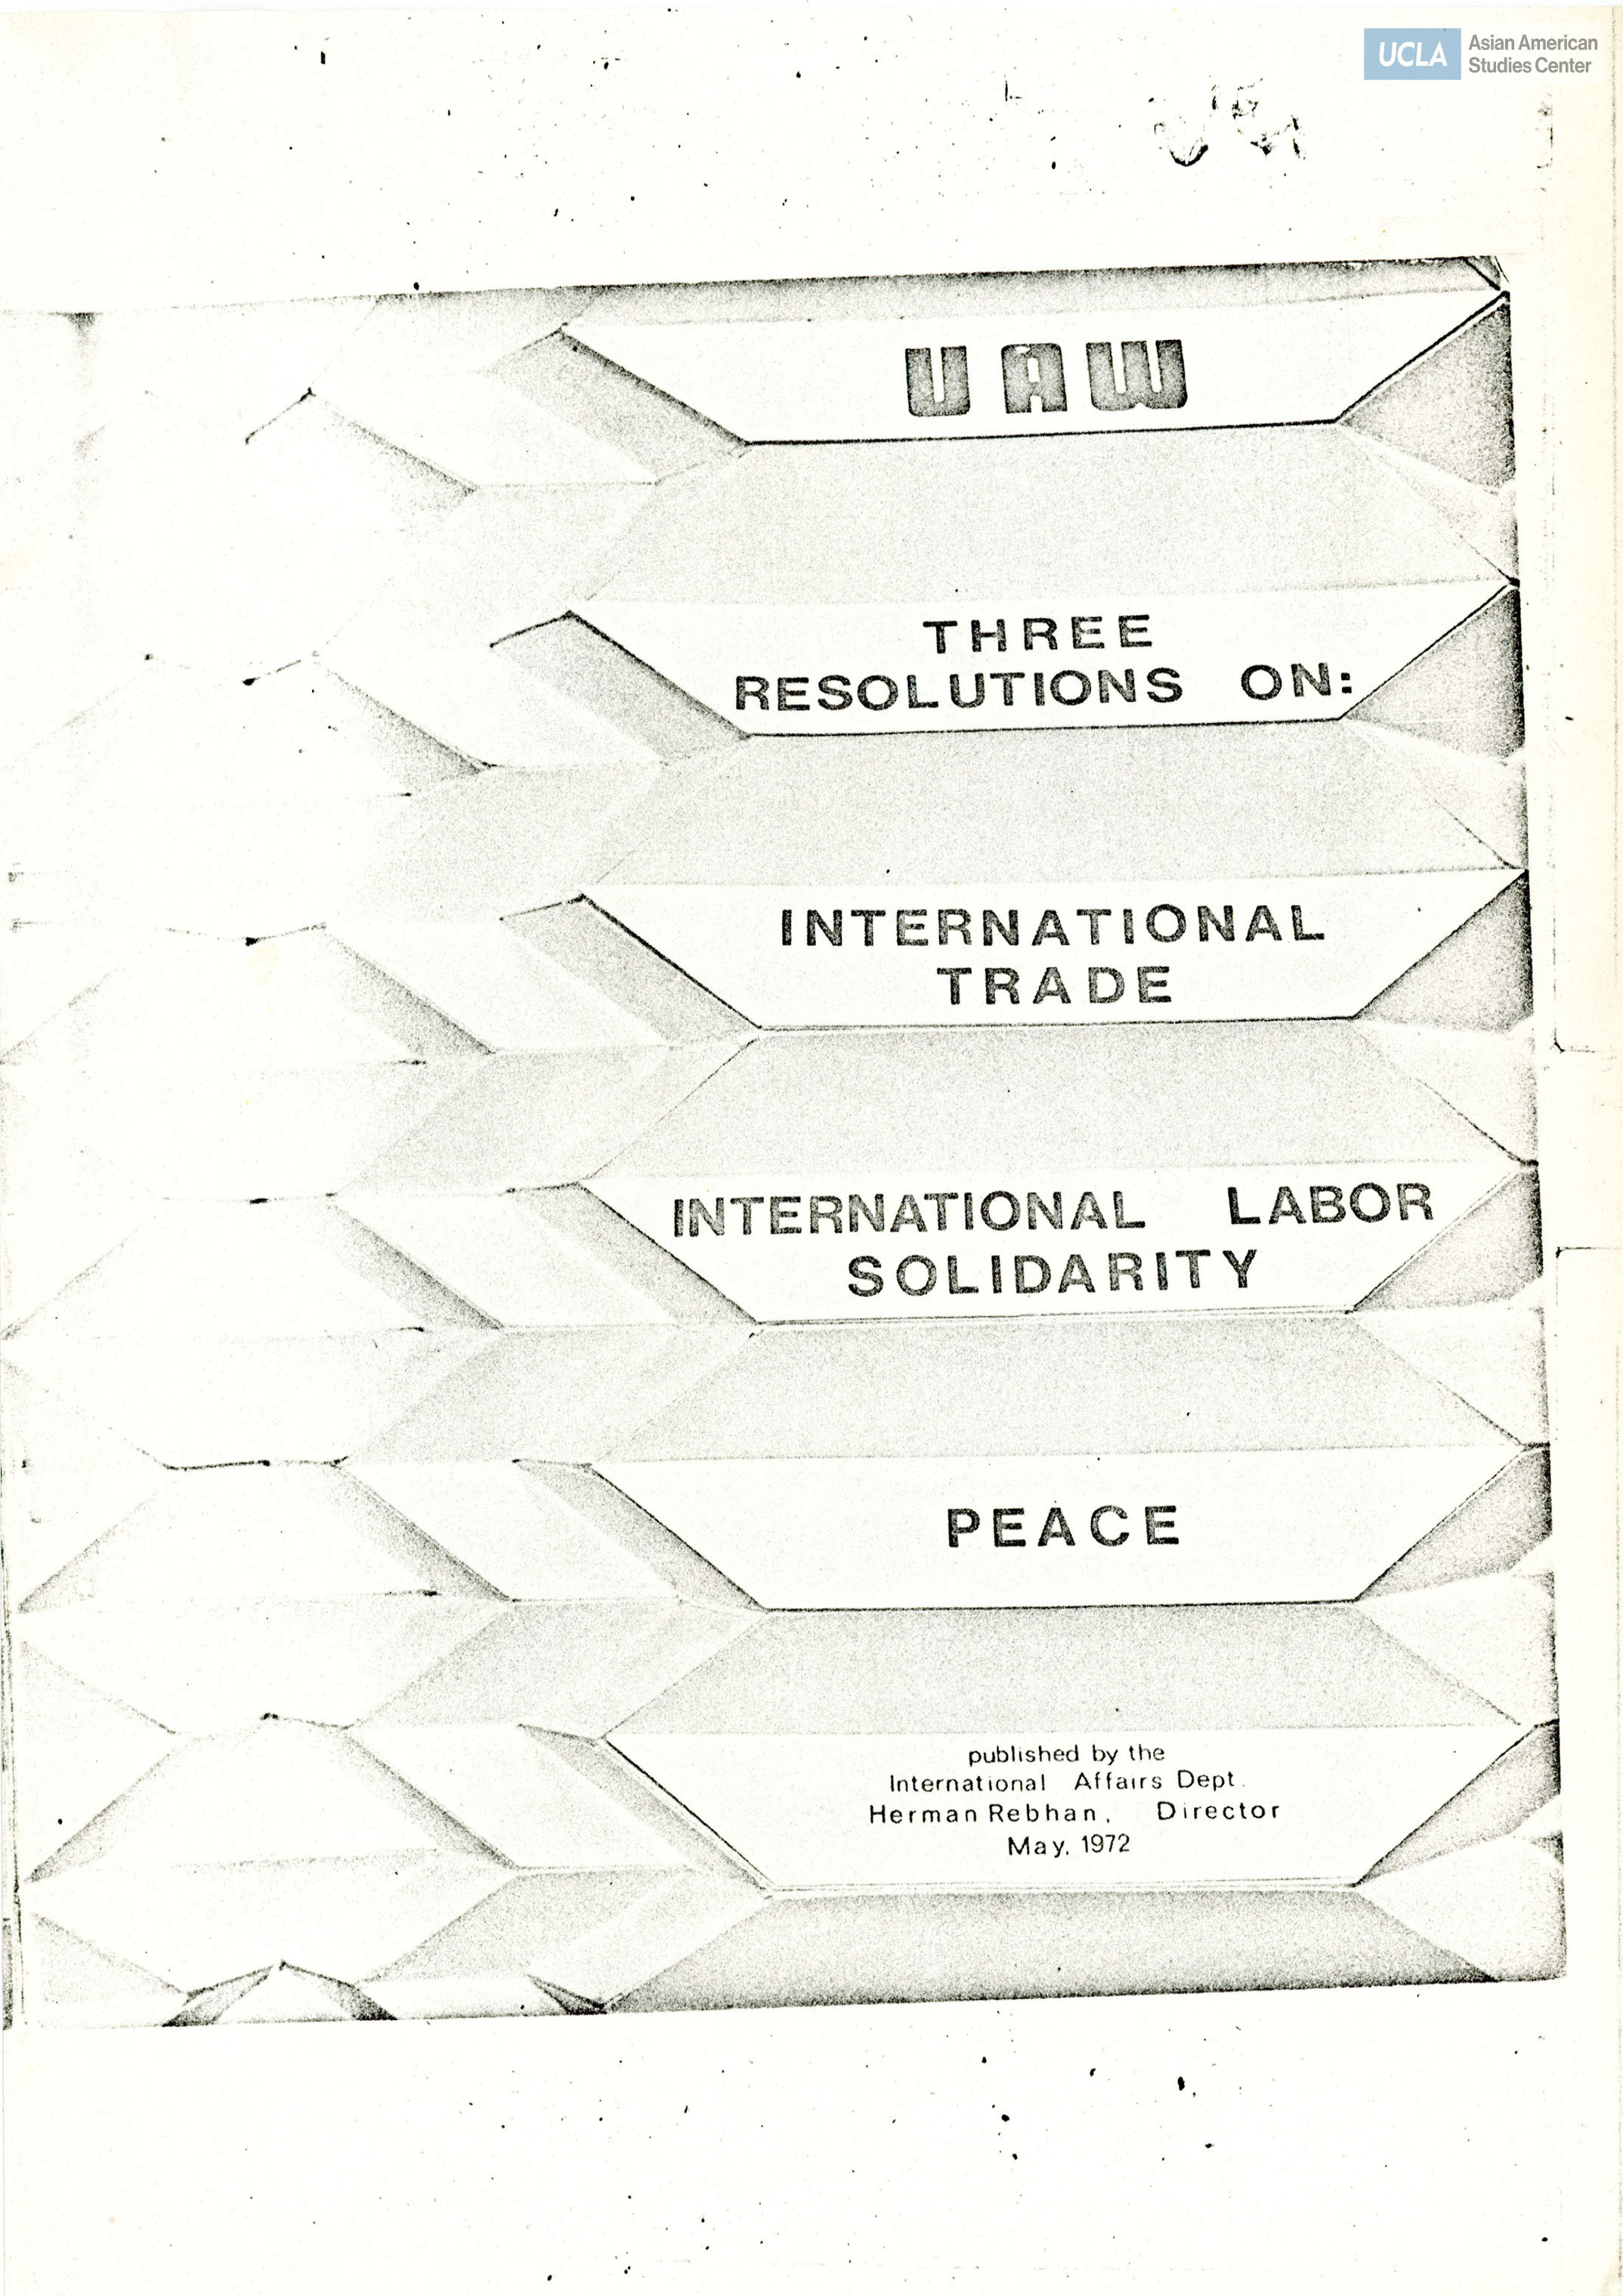 UCLA Asian American
Studies Center
UAW
THREE
RESOLUTIONS ON:
INTERNATIONAL
TRADE
INTERNATIONAL LABOR
SOLIDARITY
PEACE
published by the
International Affairs Dept.
Herman Rebhan, Director
May, 1972